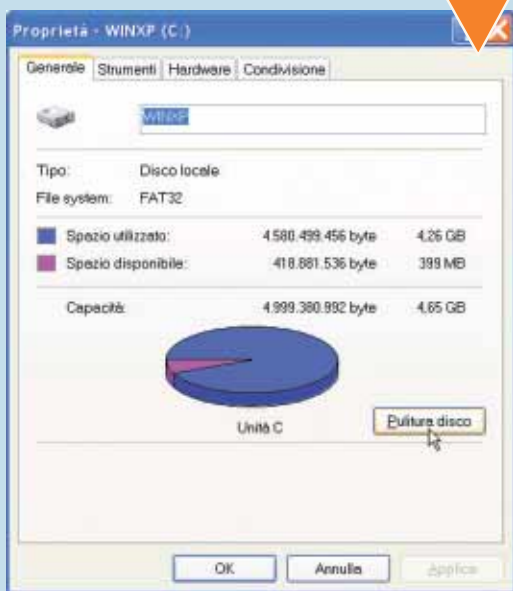 Proprietà - WINXP (C:)
Generale Strumenti Hardware Condivisione
WINXP
Tipo: Disco locale
File system: FAT32
Spazio utilizzato: 4.580.499.456 byte 4,26 GB
Spazio disponibile: 418.881.536 byte 399 MB
Capacità: 4.999.380.992 byte 4,65 GB
Unità C
Pulitura disco
OK Annulla Applica